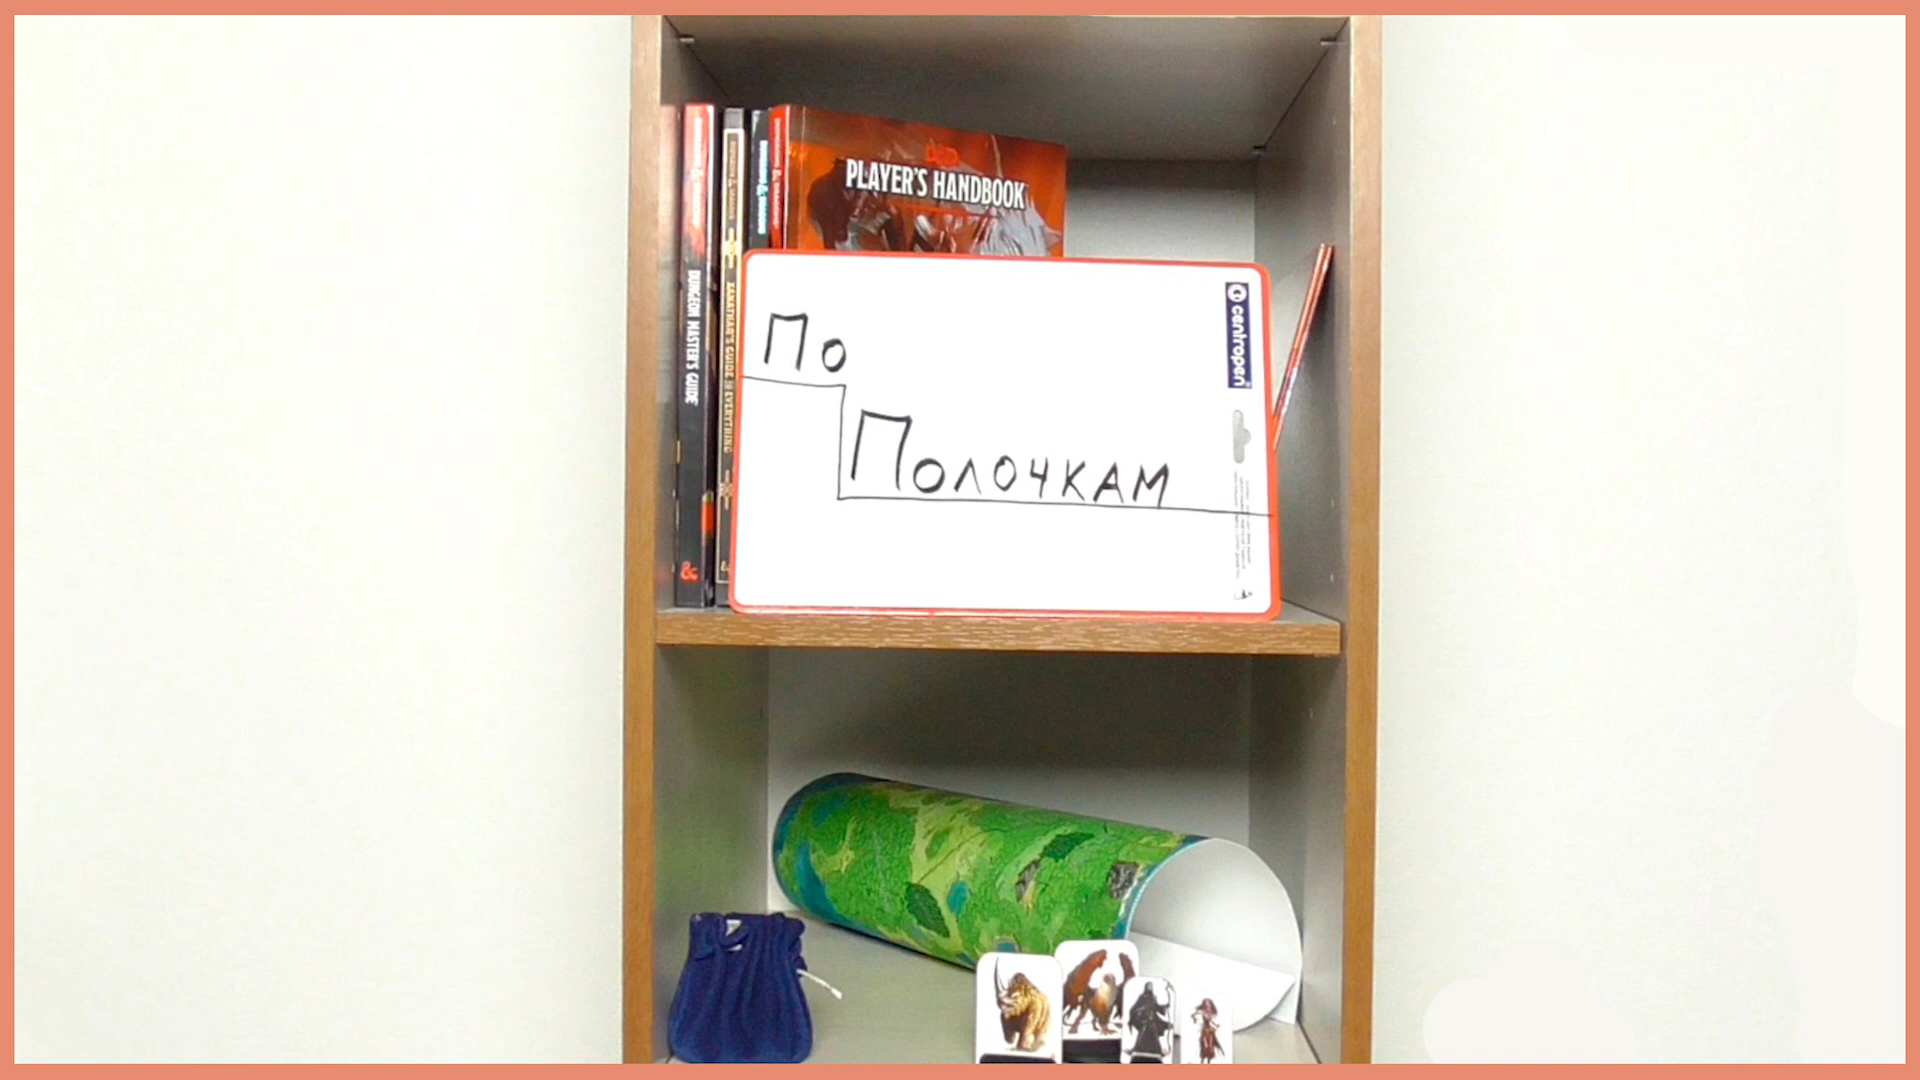 PLAYER'S HANDBOOK
DUNGEON MASTER'S GUIDE
XANATHAR'S GUIDE TO EVERYTHING
centropen
По
Полочкам